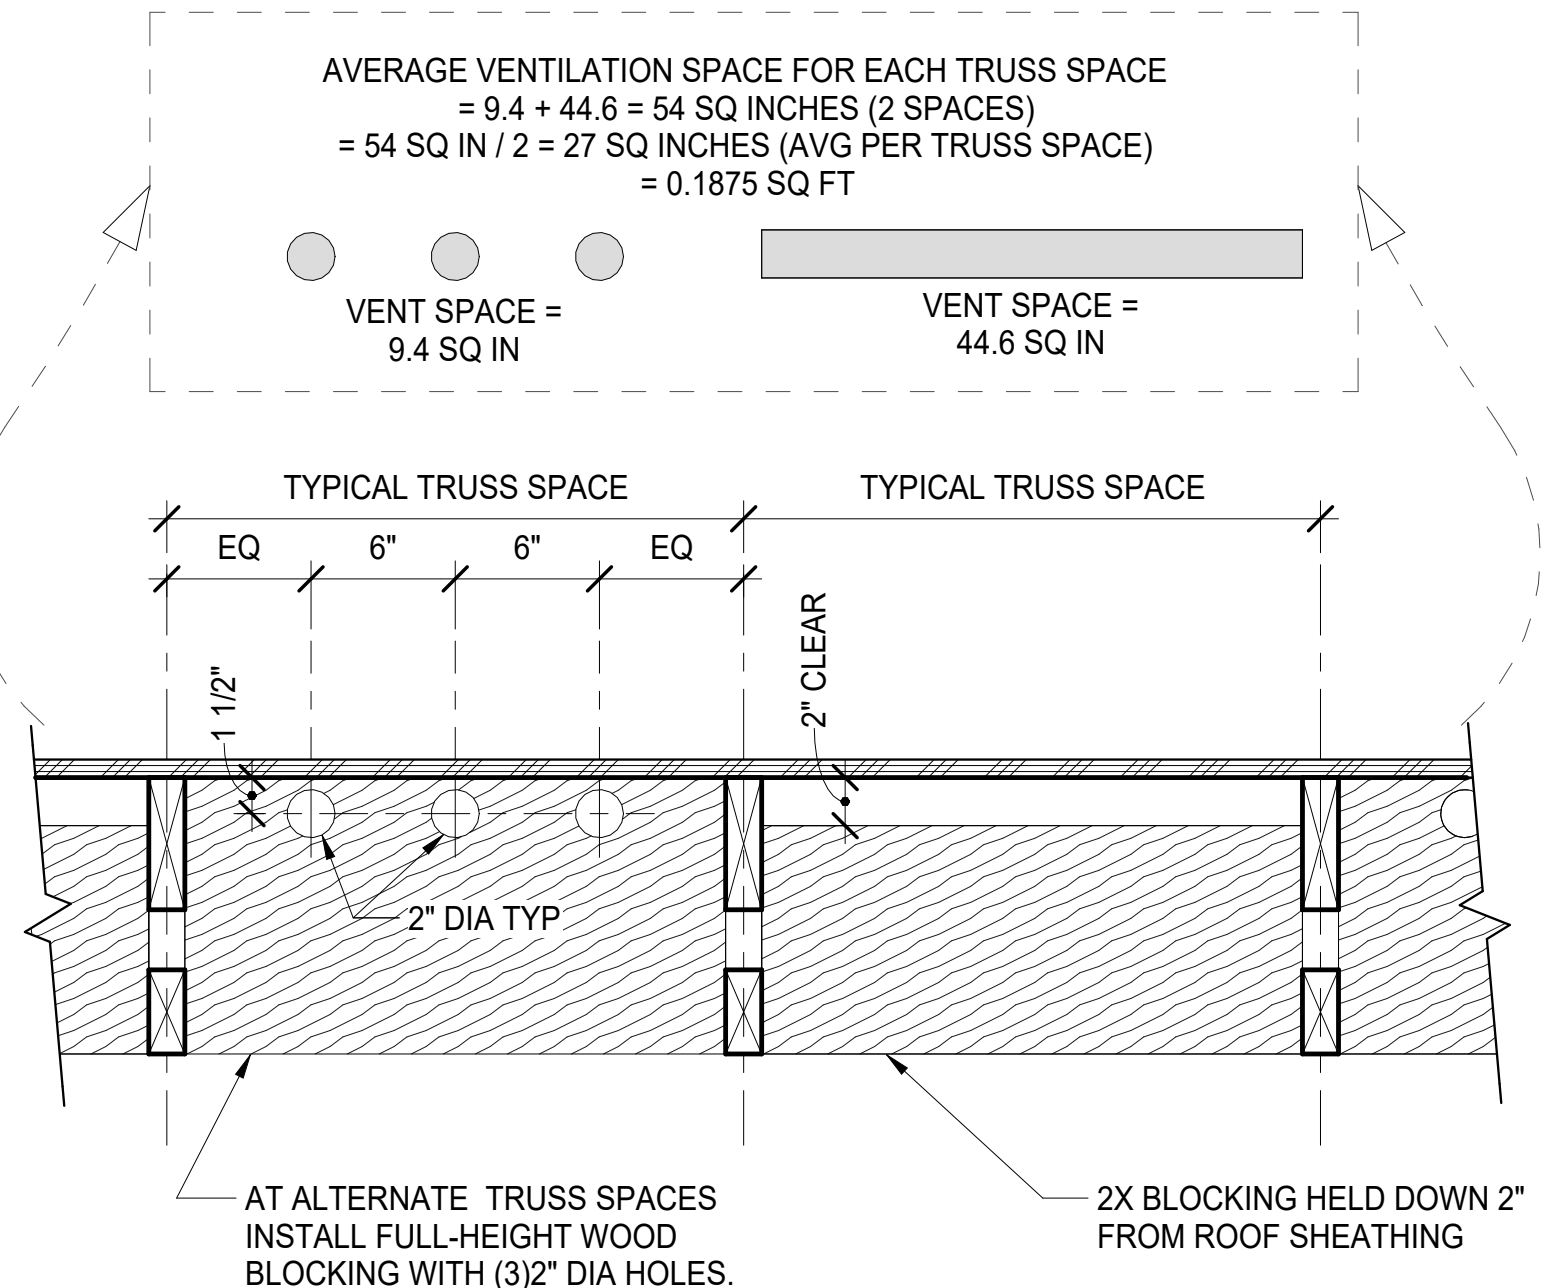 AVERAGE VENTILATION SPACE FOR EACH TRUSS SPACE
= 9.4 + 44.6 = 54 SQ INCHES (2 SPACES)
= 54 SQ IN / 2 = 27 SQ INCHES (AVG PER TRUSS SPACE)
= 0.1875 SQ FT
VENT SPACE =
9.4 SQ IN
VENT SPACE =
44.6 SQ IN
TYPICAL TRUSS SPACE
TYPICAL TRUSS SPACE
EQ
6"
6"
EQ
1 1/2"
2" CLEAR
2" DIA TYP
AT ALTERNATE TRUSS SPACES
INSTALL FULL-HEIGHT WOOD
BLOCKING WITH (3)2" DIA HOLES.
2X BLOCKING HELD DOWN 2"
FROM ROOF SHEATHING